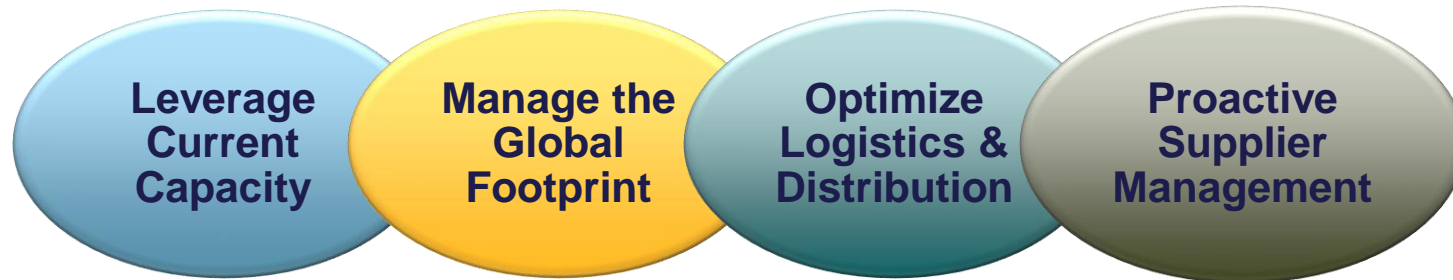 Leverage
Current
Capacity
Manage the
Global
Footprint
Optimize
Logistics &
Distribution
Proactive
Supplier
Management